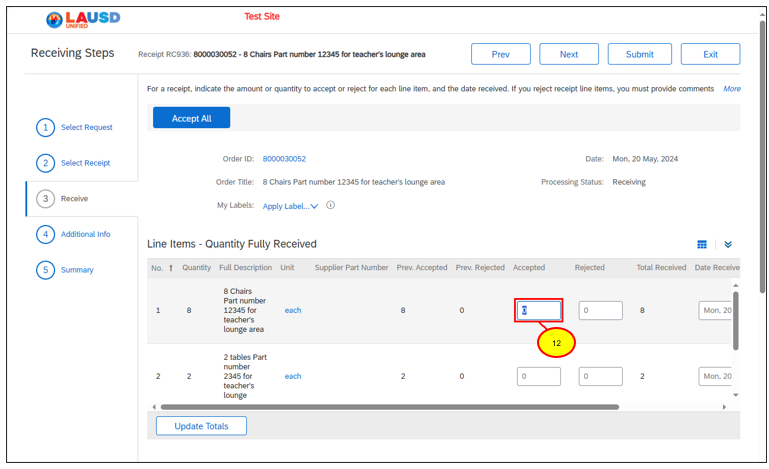 LAUSD
UNIFIED
Test Site
Receiving Steps
Receipt RC936: 8000030052 - 8 Chairs Part number 12345 for teacher's lounge area
Prev
Next
Submit
Exit
For a receipt, indicate the amount or quantity to accept or reject for each line item, and the date received. If you reject receipt line items, you must provide comments
More
Accept All
1 Select Request
2 Select Receipt
3 Receive
4 Additional Info
5 Summary
Order ID: 8000030052
Date: Mon, 20 May, 2024
Order Title: 8 Chairs Part number 12345 for teacher's lounge area
Processing Status: Receiving
My Labels: Apply Label...
Line Items - Quantity Fully Received
No. ↑ Quantity Full Description Unit Supplier Part Number Prev. Accepted Prev. Rejected Accepted Rejected Total Received Date Receive
8 Chairs
Part number
1 8 12345 for each 8 0 0 0 8 Mon, 20
teacher's
lounge area
12
2 tables Part
number
2 2 2345 for each 2 0 0 0 2 Mon, 20
teacher's
lounge
Update Totals